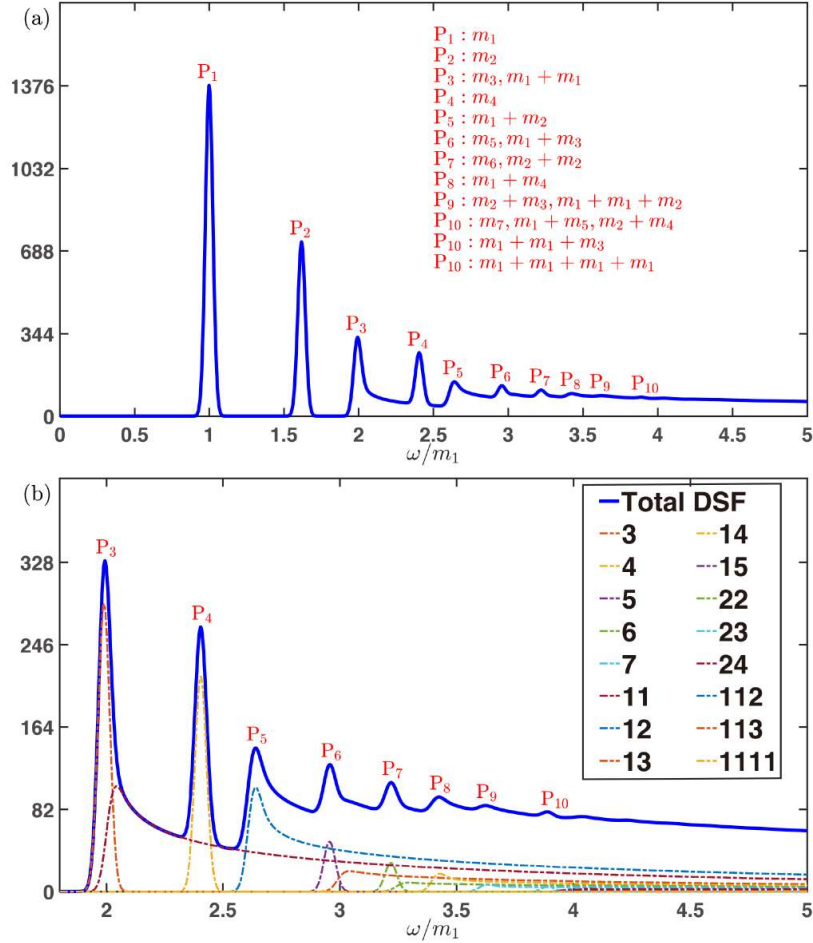 (a)
P₁ : m₁
P₂ : m₂
P₃ : m₃, m₁ + m₁
P₄ : m₄
P₅ : m₁ + m₂
P₆ : m₅, m₁ + m₃
P₇ : m₆, m₂ + m₂
P₈ : m₁ + m₄
P₉ : m₂ + m₃, m₁ + m₁ + m₂
P₁₀ : m₇, m₁ + m₅, m₂ + m₄
P₁₀ : m₁ + m₁ + m₃
P₁₀ : m₁ + m₁ + m₁ + m₁
P₁
P₂
P₃
P₄
P₅
P₆
P₇
P₈
P₉
P₁₀
1376
1032
688
344
0
0 0.5 1 1.5 2 2.5 3 3.5 4 4.5 5
ω/m₁
(b)
Total DSF
3 14
4 15
5 22
6 23
7 24
11 112
12 113
13 1111
P₃
P₄
P₅
P₆
P₇
P₈
P₉
P₁₀
328
246
164
82
0
2 2.5 3 3.5 4 4.5 5
ω/m₁